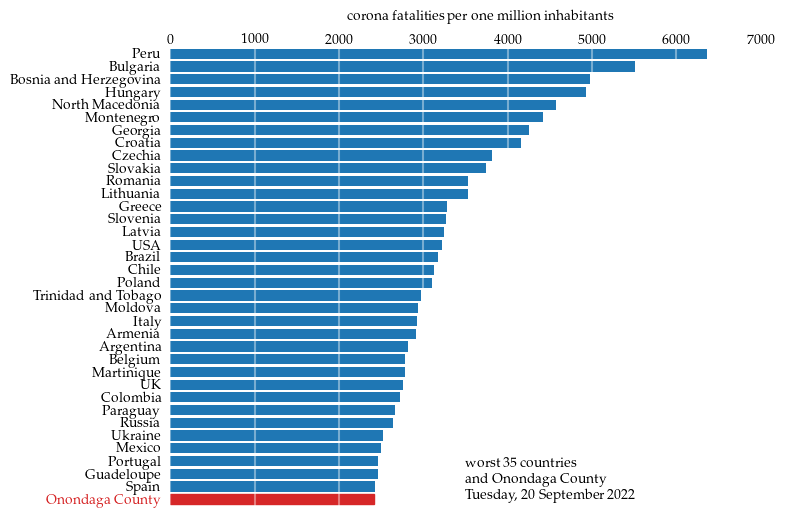 corona fatalities per one million inhabitants
0 1000 2000 3000 4000 5000 6000 7000
Peru
Bulgaria
Bosnia and Herzegovina
Hungary
North Macedonia
Montenegro
Georgia
Croatia
Czechia
Slovakia
Romania
Lithuania
Greece
Slovenia
Latvia
USA
Brazil
Chile
Poland
Trinidad and Tobago
Moldova
Italy
Armenia
Argentina
Belgium
Martinique
UK
Colombia
Paraguay
Russia
Ukraine
Mexico
Portugal
Guadeloupe
Spain
Onondaga County
worst 35 countries
and Onondaga County
Tuesday, 20 September 2022